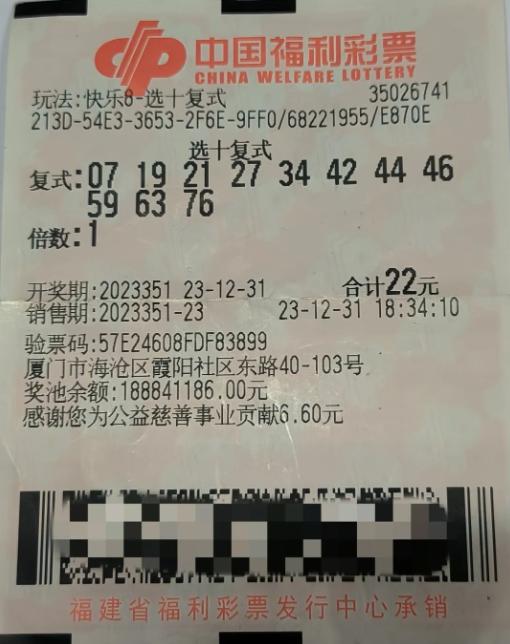 中国福利彩票
CHINA WELFARE LOTTERY
玩法:快乐8-选十复式 35026741
213D-54E3-3653-2F6E-9FF0/68221955/E870E
选十复式
复式:07 19 21 27 34 42 44 46
59 63 76
倍数:1
开奖期:2023351 23-12-31 合计22元
销售期:2023351-23 23-12-31 18:34:10
验票码:57E24608FDF83899
厦门市海沧区霞阳社区东路40-103号
奖池余额:188841186.00元
感谢您为公益慈善事业贡献6.60元
福建省福利彩票发行中心承销